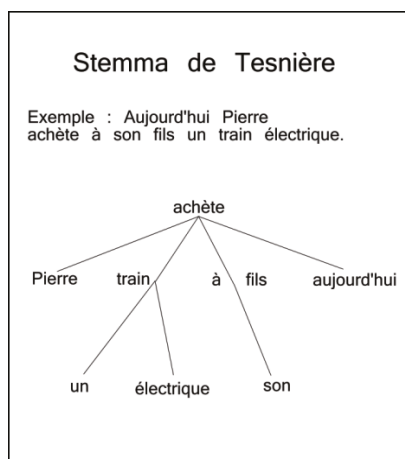 Stemma de Tesnière
Exemple : Aujourd'hui Pierre
achète à son fils un train électrique.
achète
Pierre train à fils aujourd'hui
un électrique son